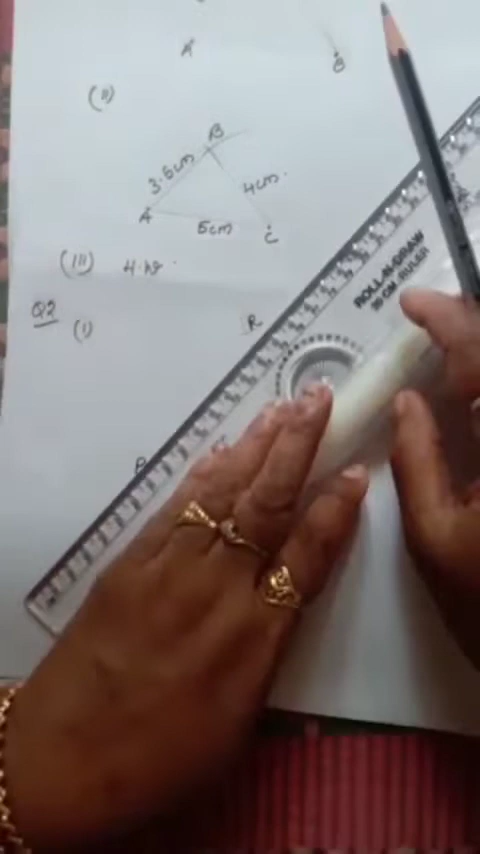 A
B
(ii)
B
3.6cm
4cm.
A
5cm
C
(iii)
Q2
(i)
R
P
ROLL-N-DRAW
30 CM-RULER